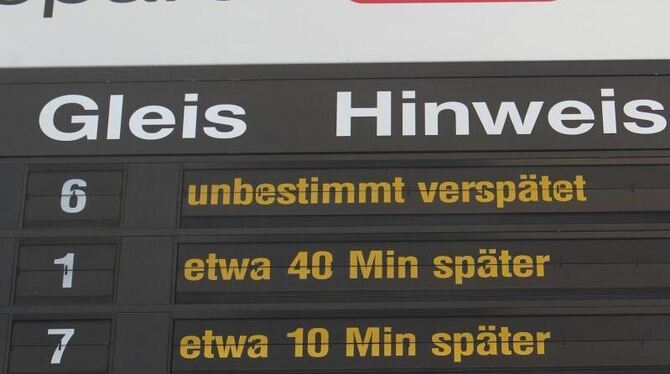 Gleis Hinweis
6 unbestimmt verspätet
1 etwa 40 Min später
7 etwa 10 Min später